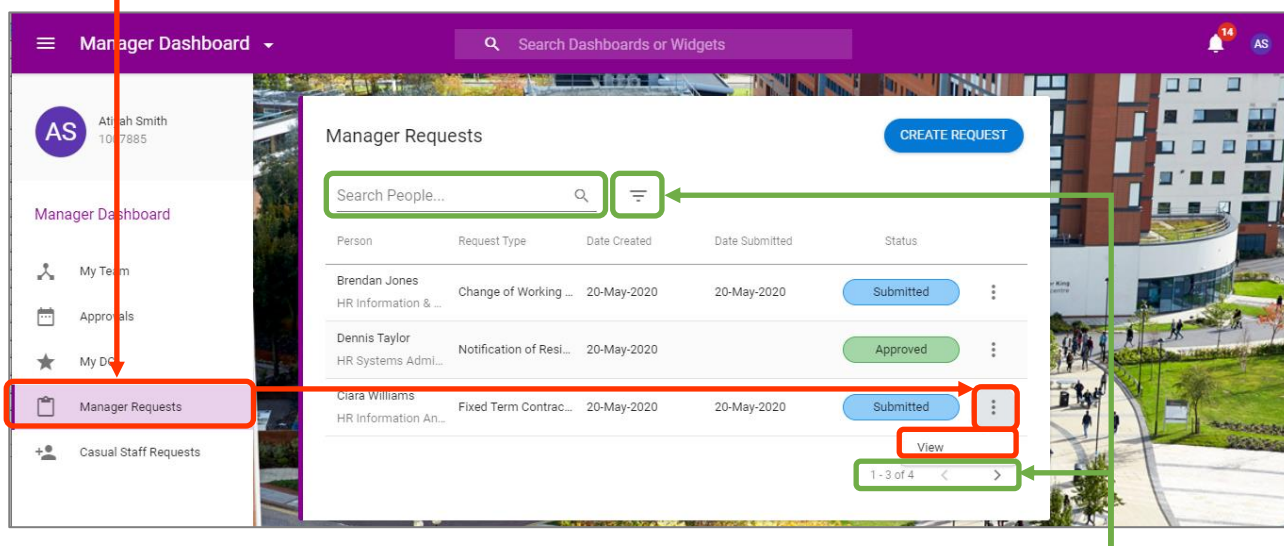 Manager Dashboard
Search Dashboards or Widgets
14
AS
AS
Smith
7885
Manager Dashboard
My Team
Approvals
My
Manager Requests
Casual Staff Requests
Manager Requests
CREATE REQUEST
Search People...
Person Request Type Date Created Date Submitted Status
Brendan Jones
HR Information & ...
Change of Working ... 20-May-2020 20-May-2020 Submitted
Dennis Taylor
HR Systems Admi...
Notification of Resi... 20-May-2020 Approved
Ciara Williams
HR Information An...
Fixed Term Contrac... 20-May-2020 20-May-2020 Submitted
View
1 - 3 of 4